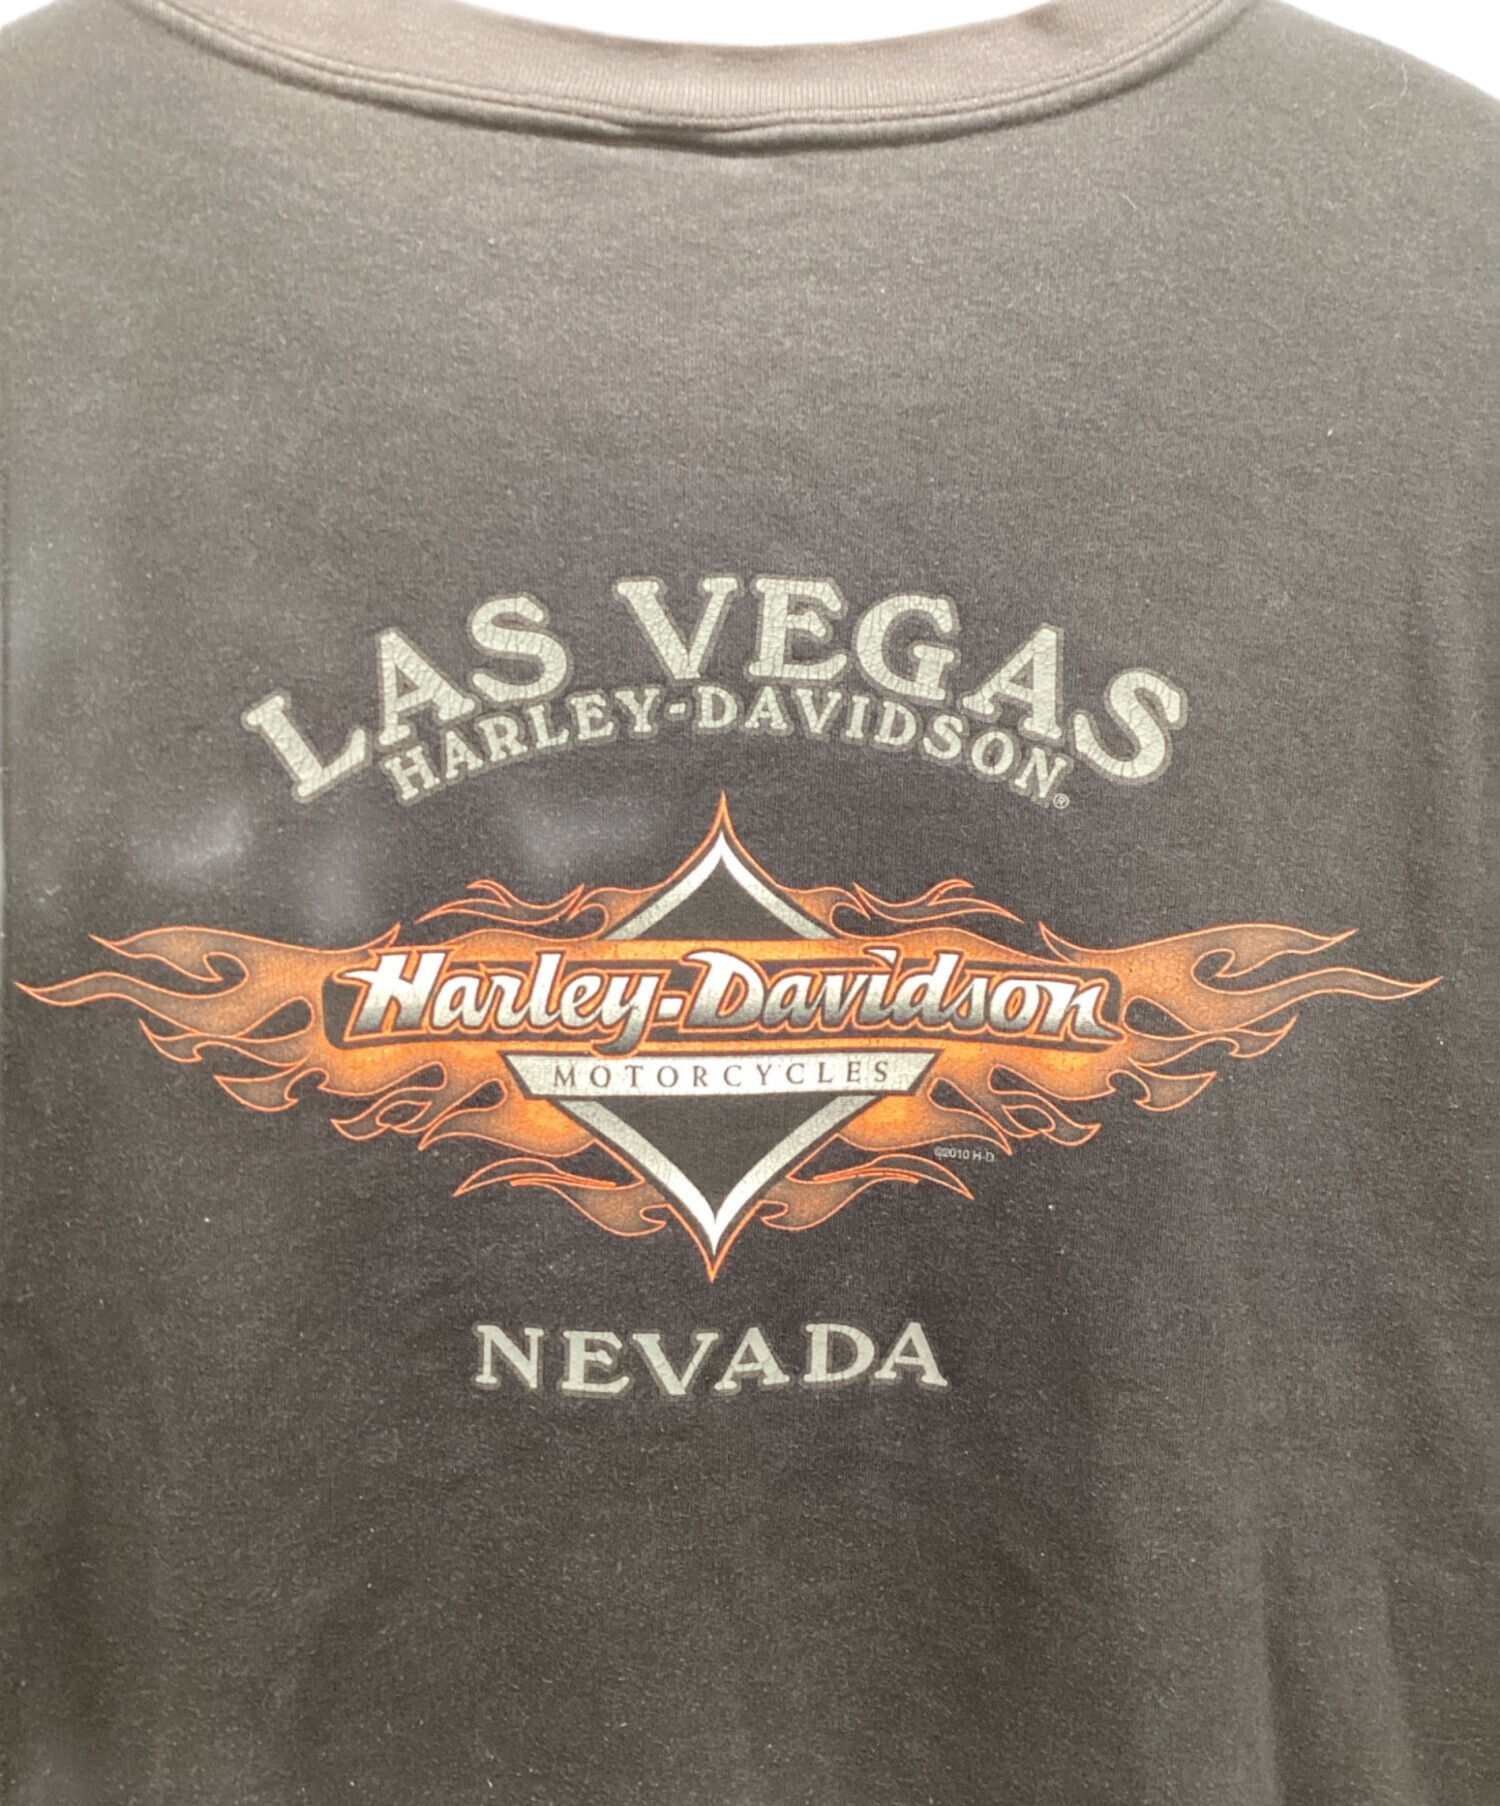 LAS VEGAS
HARLEY-DAVIDSON®
Harley-Davidson
MOTORCYCLES
©2010 H-D
NEVADA